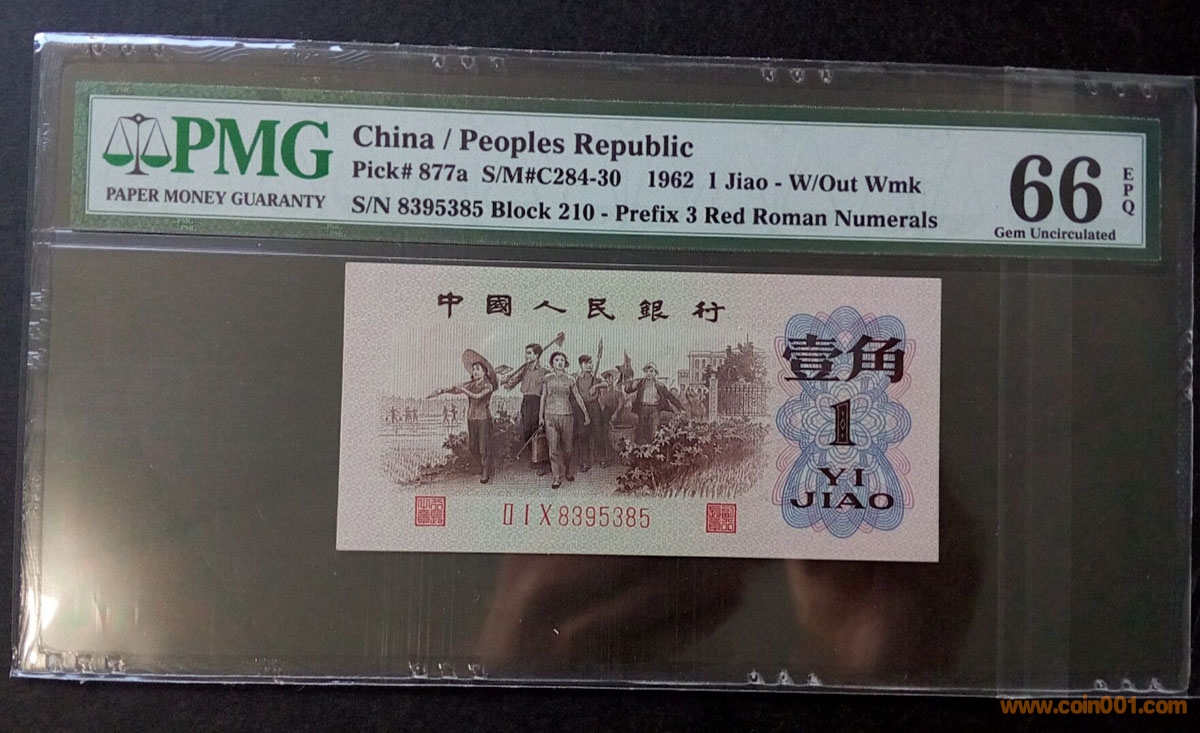 PMG
PAPER MONEY GUARANTY
China / Peoples Republic
Pick# 877a S/M#C284-30 1962 1 Jiao - W/Out Wmk
S/N 8395385 Block 210 - Prefix 3 Red Roman Numerals
66
EPQ
Gem Uncirculated
中國人民銀行
壹角
1
YI
JIAO
II I X 8395385
www.coin001.com